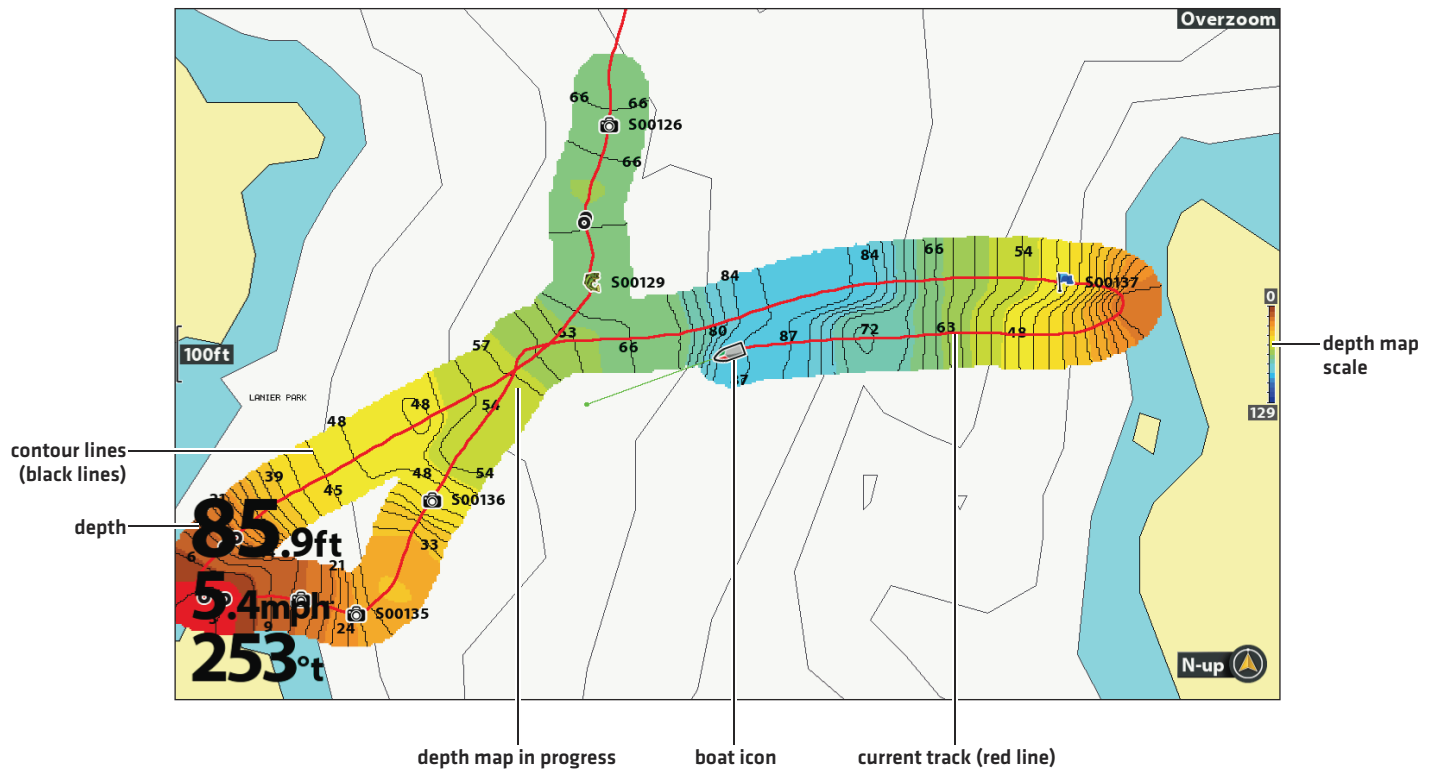 Overzoom
66
66
S00126
66
S00129
84
84
66
54
S00137
80
87
72
63
48
0
129
depth map
scale
100ft
57
63
66
LANIER PARK
48
48
54
contour lines
(black lines)
39
45
48
54
S00136
depth
85.9ft
33
6
21
5.4mph
S00135
9
24
253°t
N-up
depth map in progress
boat icon
current track (red line)